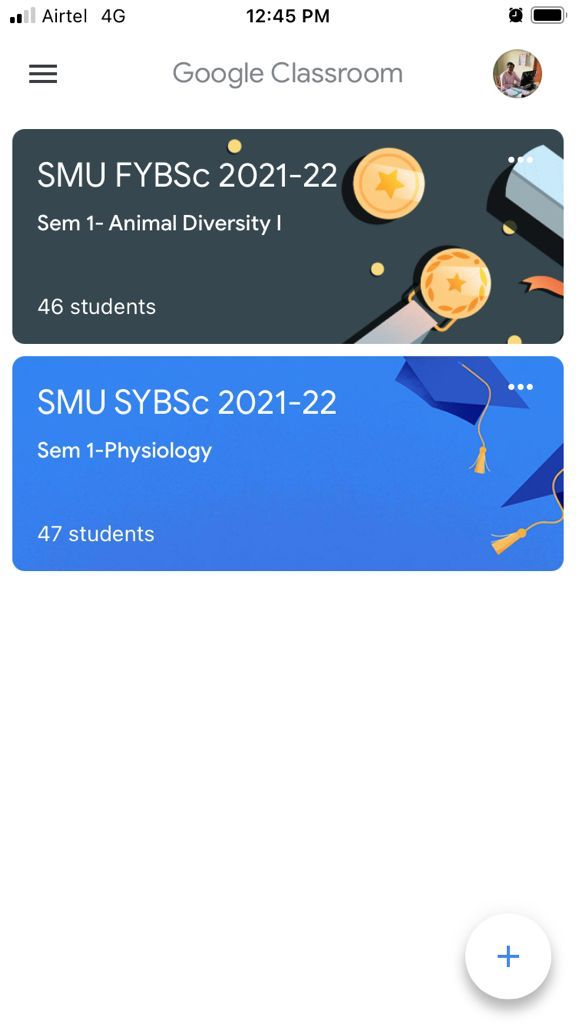 Airtel 4G 12:45 PM
Google Classroom
SMU FYBSc 2021-22
Sem 1- Animal Diversity I
46 students
SMU SYBSc 2021-22
Sem 1-Physiology
47 students